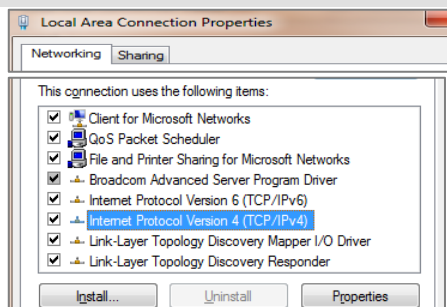 Local Area Connection Properties
Networking Sharing
This connection uses the following items:
Client for Microsoft Networks
QoS Packet Scheduler
File and Printer Sharing for Microsoft Networks
Broadcom Advanced Server Program Driver
Internet Protocol Version 6 (TCP/IPv6)
Internet Protocol Version 4 (TCP/IPv4)
Link-Layer Topology Discovery Mapper I/O Driver
Link-Layer Topology Discovery Responder
Install... Uninstall Properties